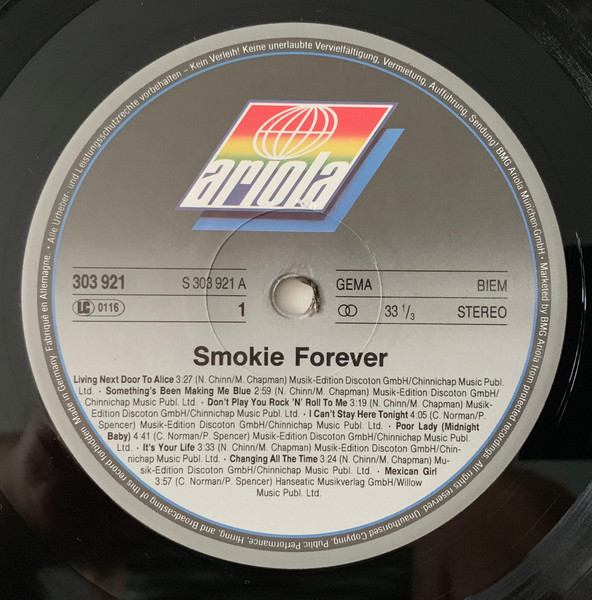 • Alle Urheber- und Leistungsschutzrechte vorbehalten – Kein Verleih! Keine unerlaubte Vervielfältigung, Vermietung, Aufführung, Sendung! BMG Ariola München GmbH • Marketed by BMG Ariola
ariola
303 921 S 303 921 A GEMA BIEM
LC 0116 1 33 1/3 STEREO
Smokie Forever
Living Next Door To Alice 3:27 (N. Chinn/M. Chapman) Musik-Edition Discoton GmbH/Chinnichap Music Publ.
Ltd. · Something's Been Making Me Blue 2:59 (N. Chinn/M. Chapman) Musik-Edition Discoton GmbH/
Chinnichap Music Publ. Ltd. · Don't Play You Rock 'N' Roll To Me 3:19 (N. Chinn/M. Chapman) Musik-
Edition Discoton GmbH/Chinnichap Music Publ. Ltd. · I Can't Stay Here Tonight 4:05 (C. Norman/P.
Spencer) Musik-Edition Discoton GmbH/Chinnichap Music Publ. Ltd. · Poor Lady (Midnight
Baby) 4:41 (C. Norman/P. Spencer) Musik-Edition Discoton GmbH/Chinnichap Music
Publ. Ltd. · It's Your Life 3:33 (N. Chinn/M. Chapman) Musik-Edition Discoton GmbH/Chin-
nichap Music Publ. Ltd. · Changing All The Time 3:24 (N. Chinn/M. Chapman) Mu-
sik-Edition Discoton GmbH/Chinnichap Music Publ. Ltd. · Mexican Girl
3:57 (C. Norman/P. Spencer) Hanseatic Musikverlag GmbH/Willow
Music Publ. Ltd.
from protected recordings. All rights reserved. Unauthorised Copying, Public Performance, Hiring, and Broadcasting of this record forbidden. Made in Germany. Fabriqué en Allemagne.